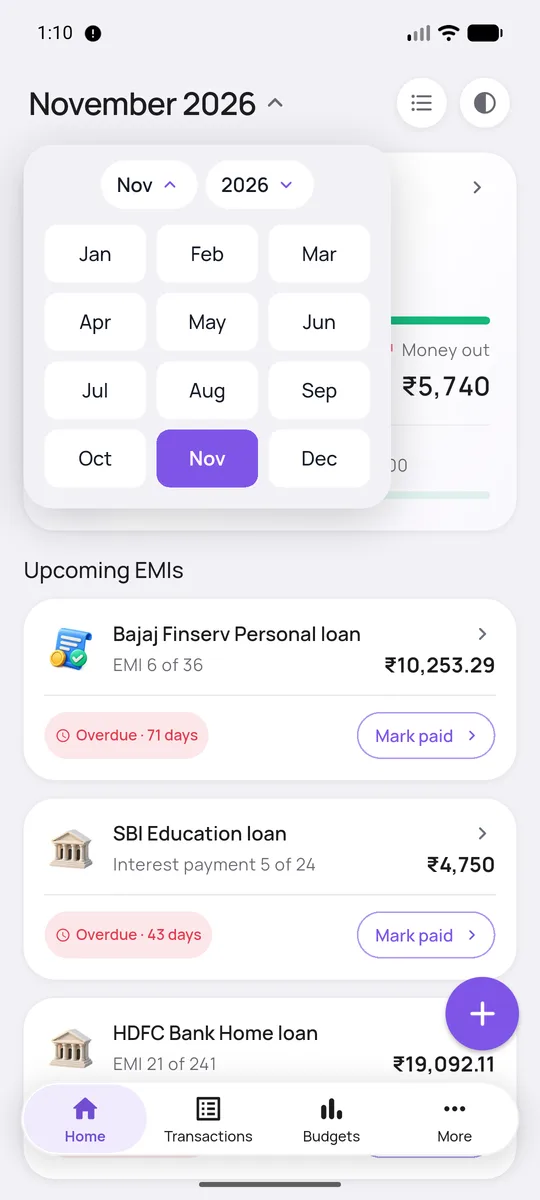 1:10
November 2026
Nov 2026
Jan Feb Mar
Apr May Jun
Jul Aug Sep
Oct Nov Dec
Money out
₹5,740
00
Upcoming EMIs
Bajaj Finserv Personal loan
EMI 6 of 36 ₹10,253.29
Overdue · 71 days Mark paid
SBI Education loan
Interest payment 5 of 24 ₹4,750
Overdue · 43 days Mark paid
HDFC Bank Home loan
EMI 21 of 241 ₹19,092.11
Home Transactions Budgets More